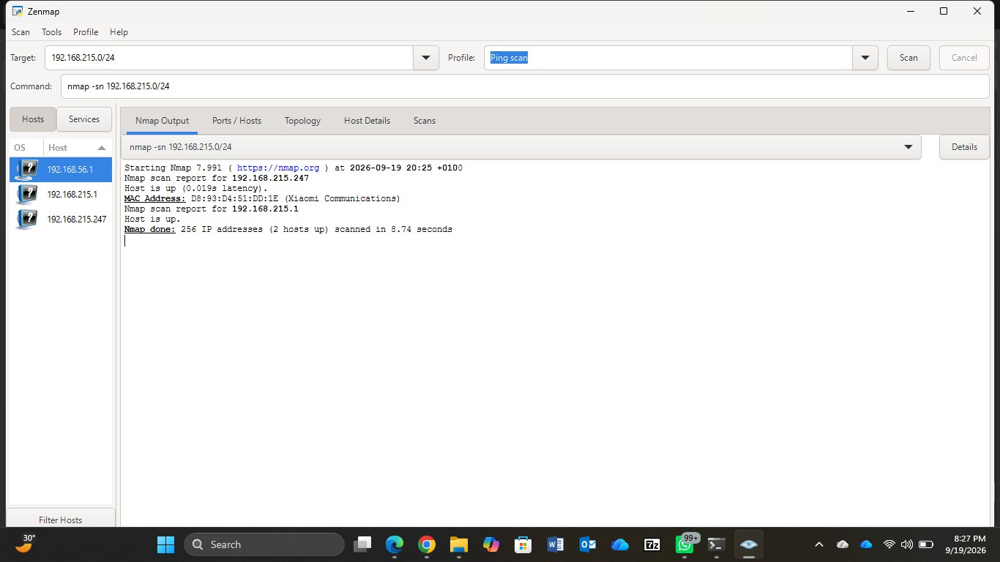 Zenmap
Scan Tools Profile Help
Target: 192.168.215.0/24 Profile: Ping scan Scan Cancel
Command: nmap -sn 192.168.215.0/24
Hosts Services
Nmap Output Ports / Hosts Topology Host Details Scans
OS Host
nmap -sn 192.168.215.0/24 Details
192.168.56.1
192.168.215.1
192.168.215.247
Starting Nmap 7.991 ( https://nmap.org ) at 2026-09-19 20:25 +0100
Nmap scan report for 192.168.215.247
Host is up (0.019s latency).
MAC Address: D8:93:D4:51:DD:1E (Xiaomi Communications)
Nmap scan report for 192.168.215.1
Host is up.
Nmap done: 256 IP addresses (2 hosts up) scanned in 8.74 seconds
Filter Hosts
30°
Search
99+
7z
8:27 PM
9/19/2026